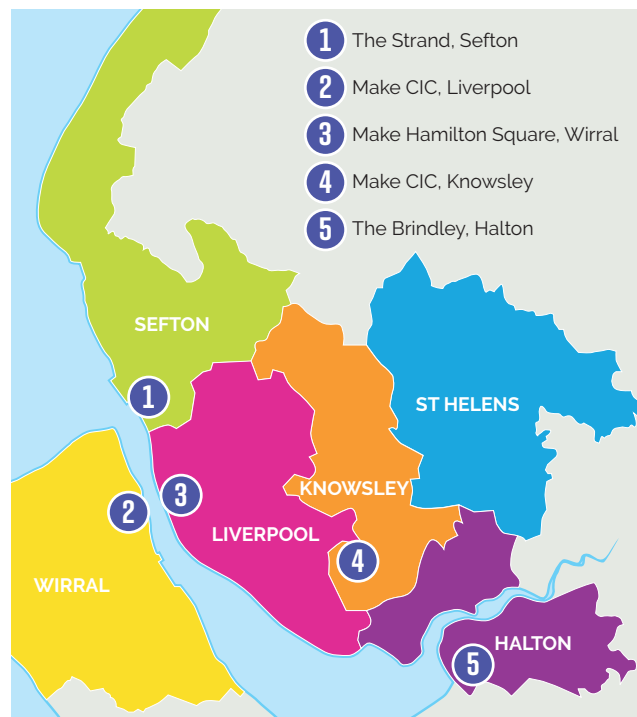 1 The Strand, Sefton
2 Make CIC, Liverpool
3 Make Hamilton Square, Wirral
4 Make CIC, Knowsley
5 The Brindley, Halton
SEFTON
1
ST HELENS
KNOWSLEY
2
3
LIVERPOOL
4
WIRRAL
HALTON
5